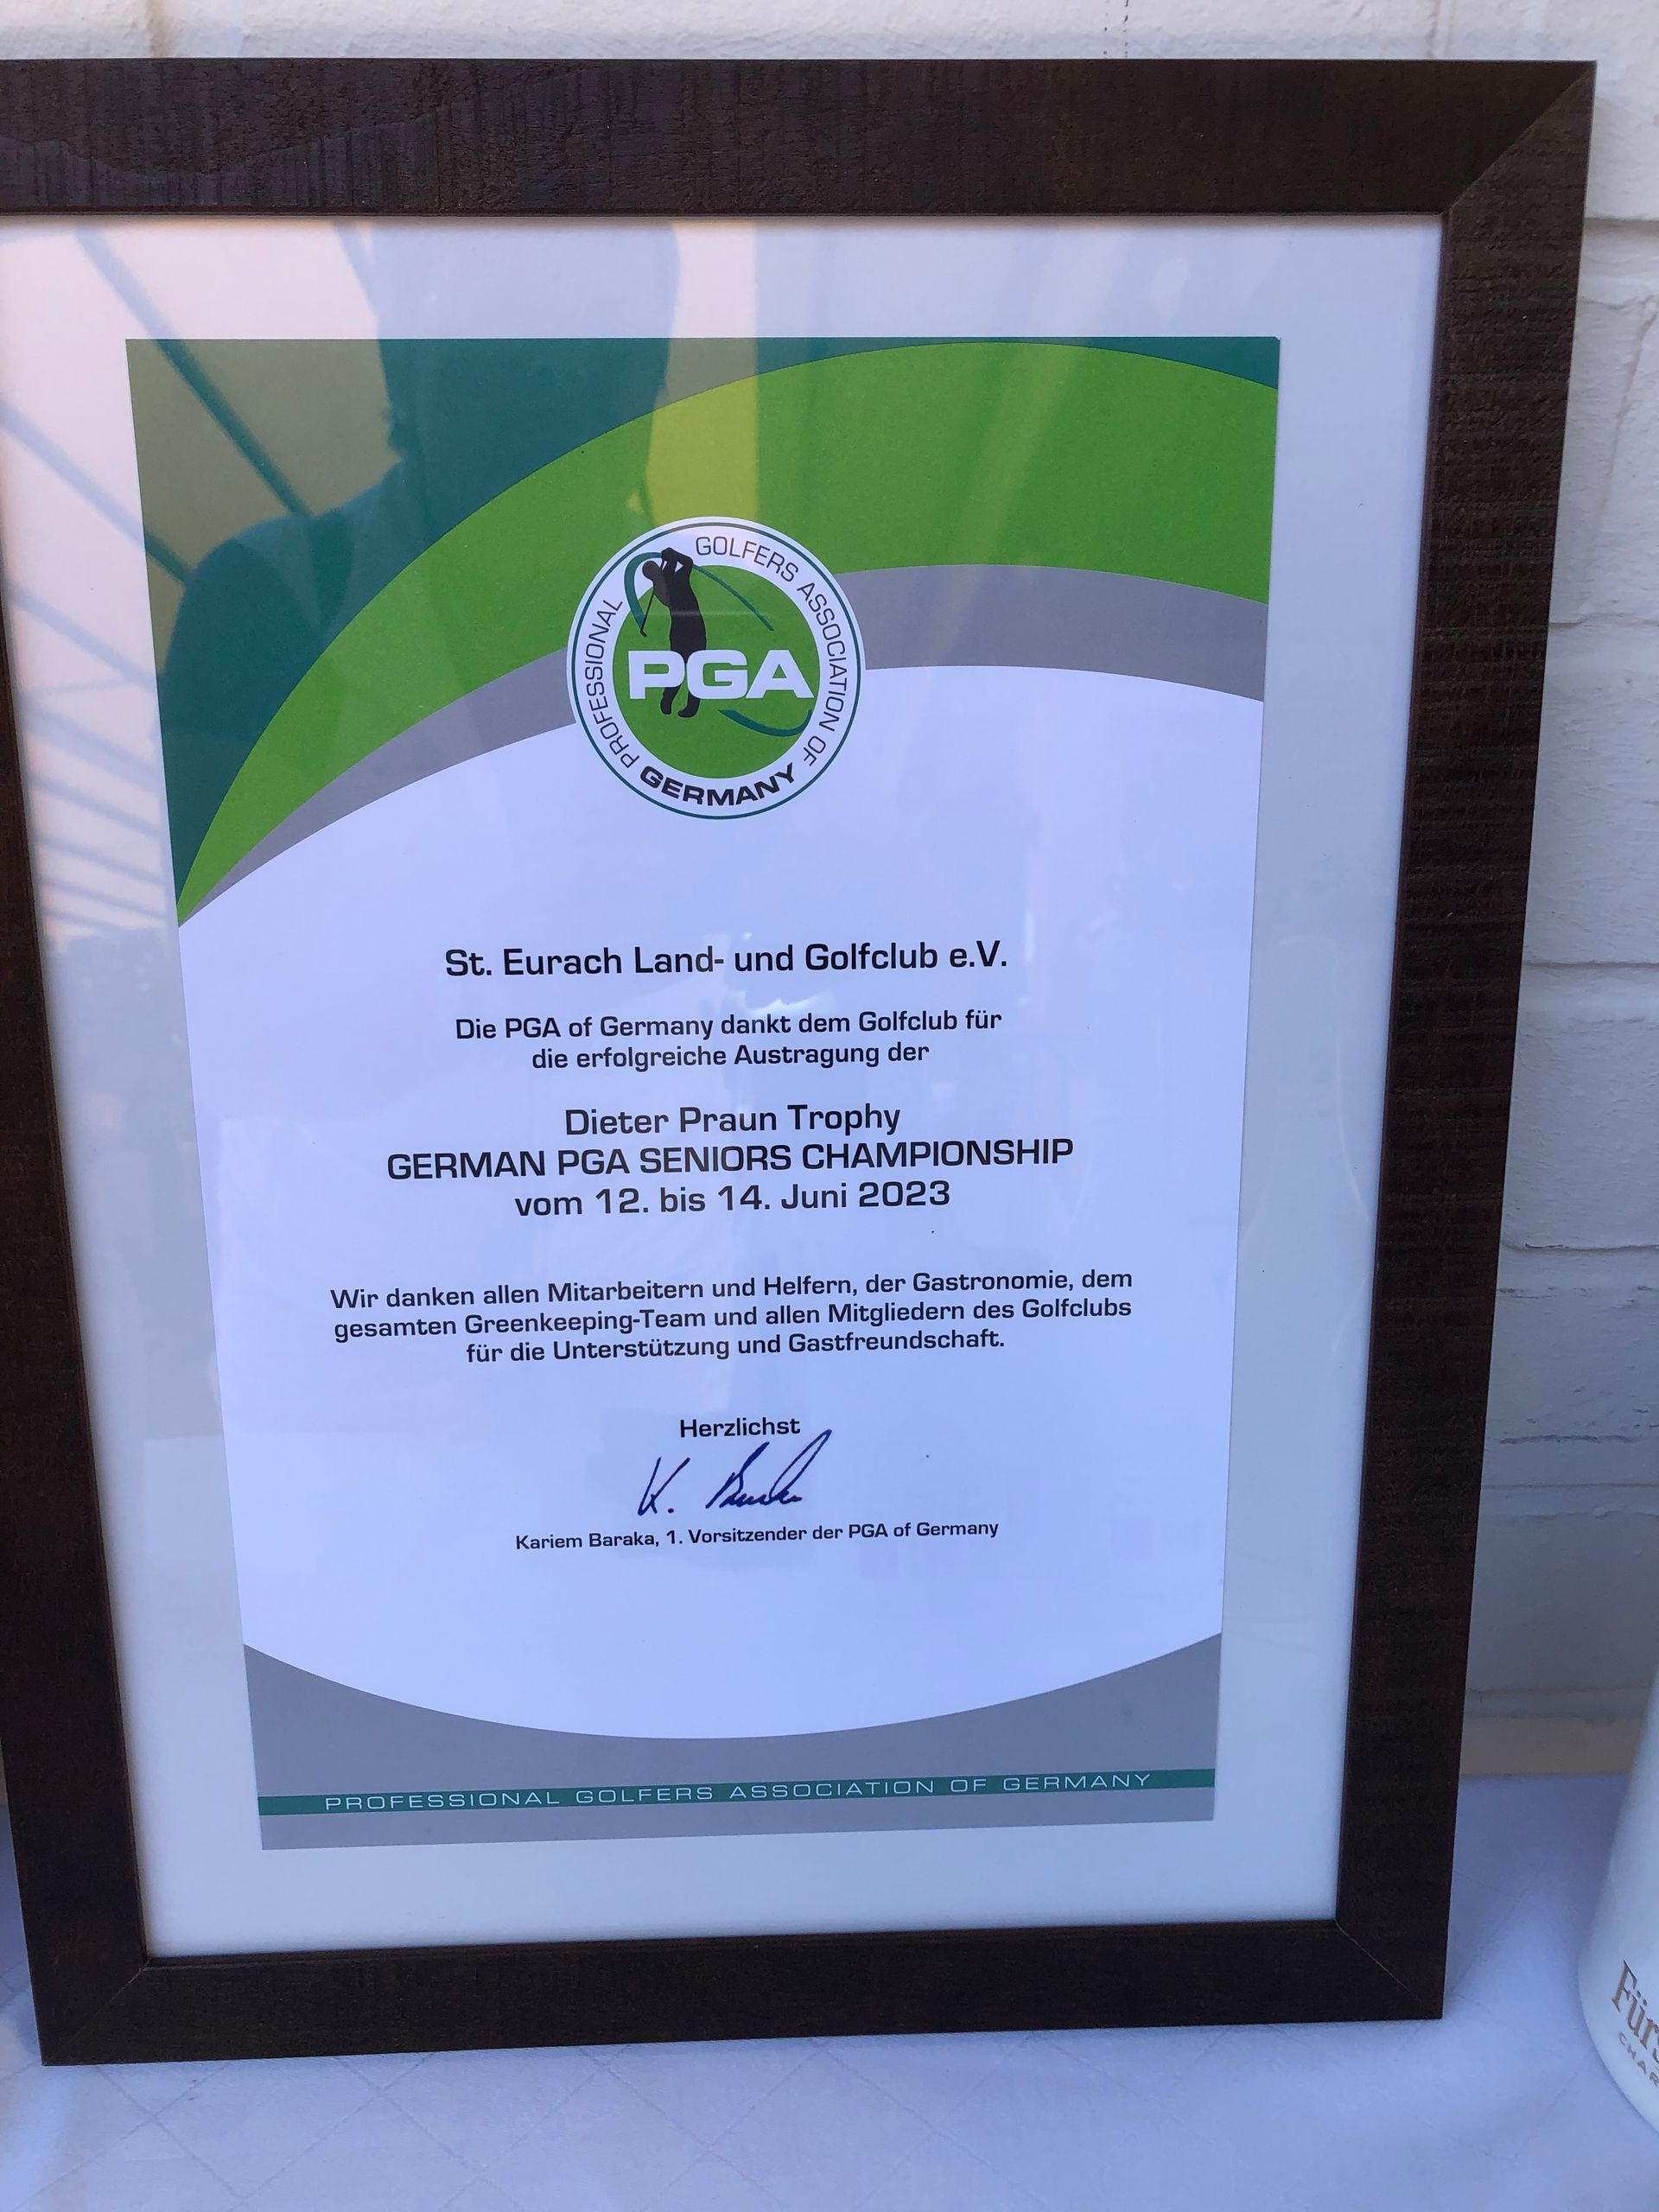 PROFESSIONAL GOLFERS ASSOCIATION OF
GERMANY
PGA
St. Eurach Land- und Golfclub e.V.
Die PGA of Germany dankt dem Golfclub für
die erfolgreiche Austragung der
Dieter Praun Trophy
GERMAN PGA SENIORS CHAMPIONSHIP
vom 12. bis 14. Juni 2023
Wir danken allen Mitarbeitern und Helfern, der Gastronomie, dem
gesamten Greenkeeping-Team und allen Mitgliedern des Golfclubs
für die Unterstützung und Gastfreundschaft.
Herzlichst
Kariem Baraka, 1. Vorsitzender der PGA of Germany
PROFESSIONAL GOLFERS ASSOCIATION OF GERMANY